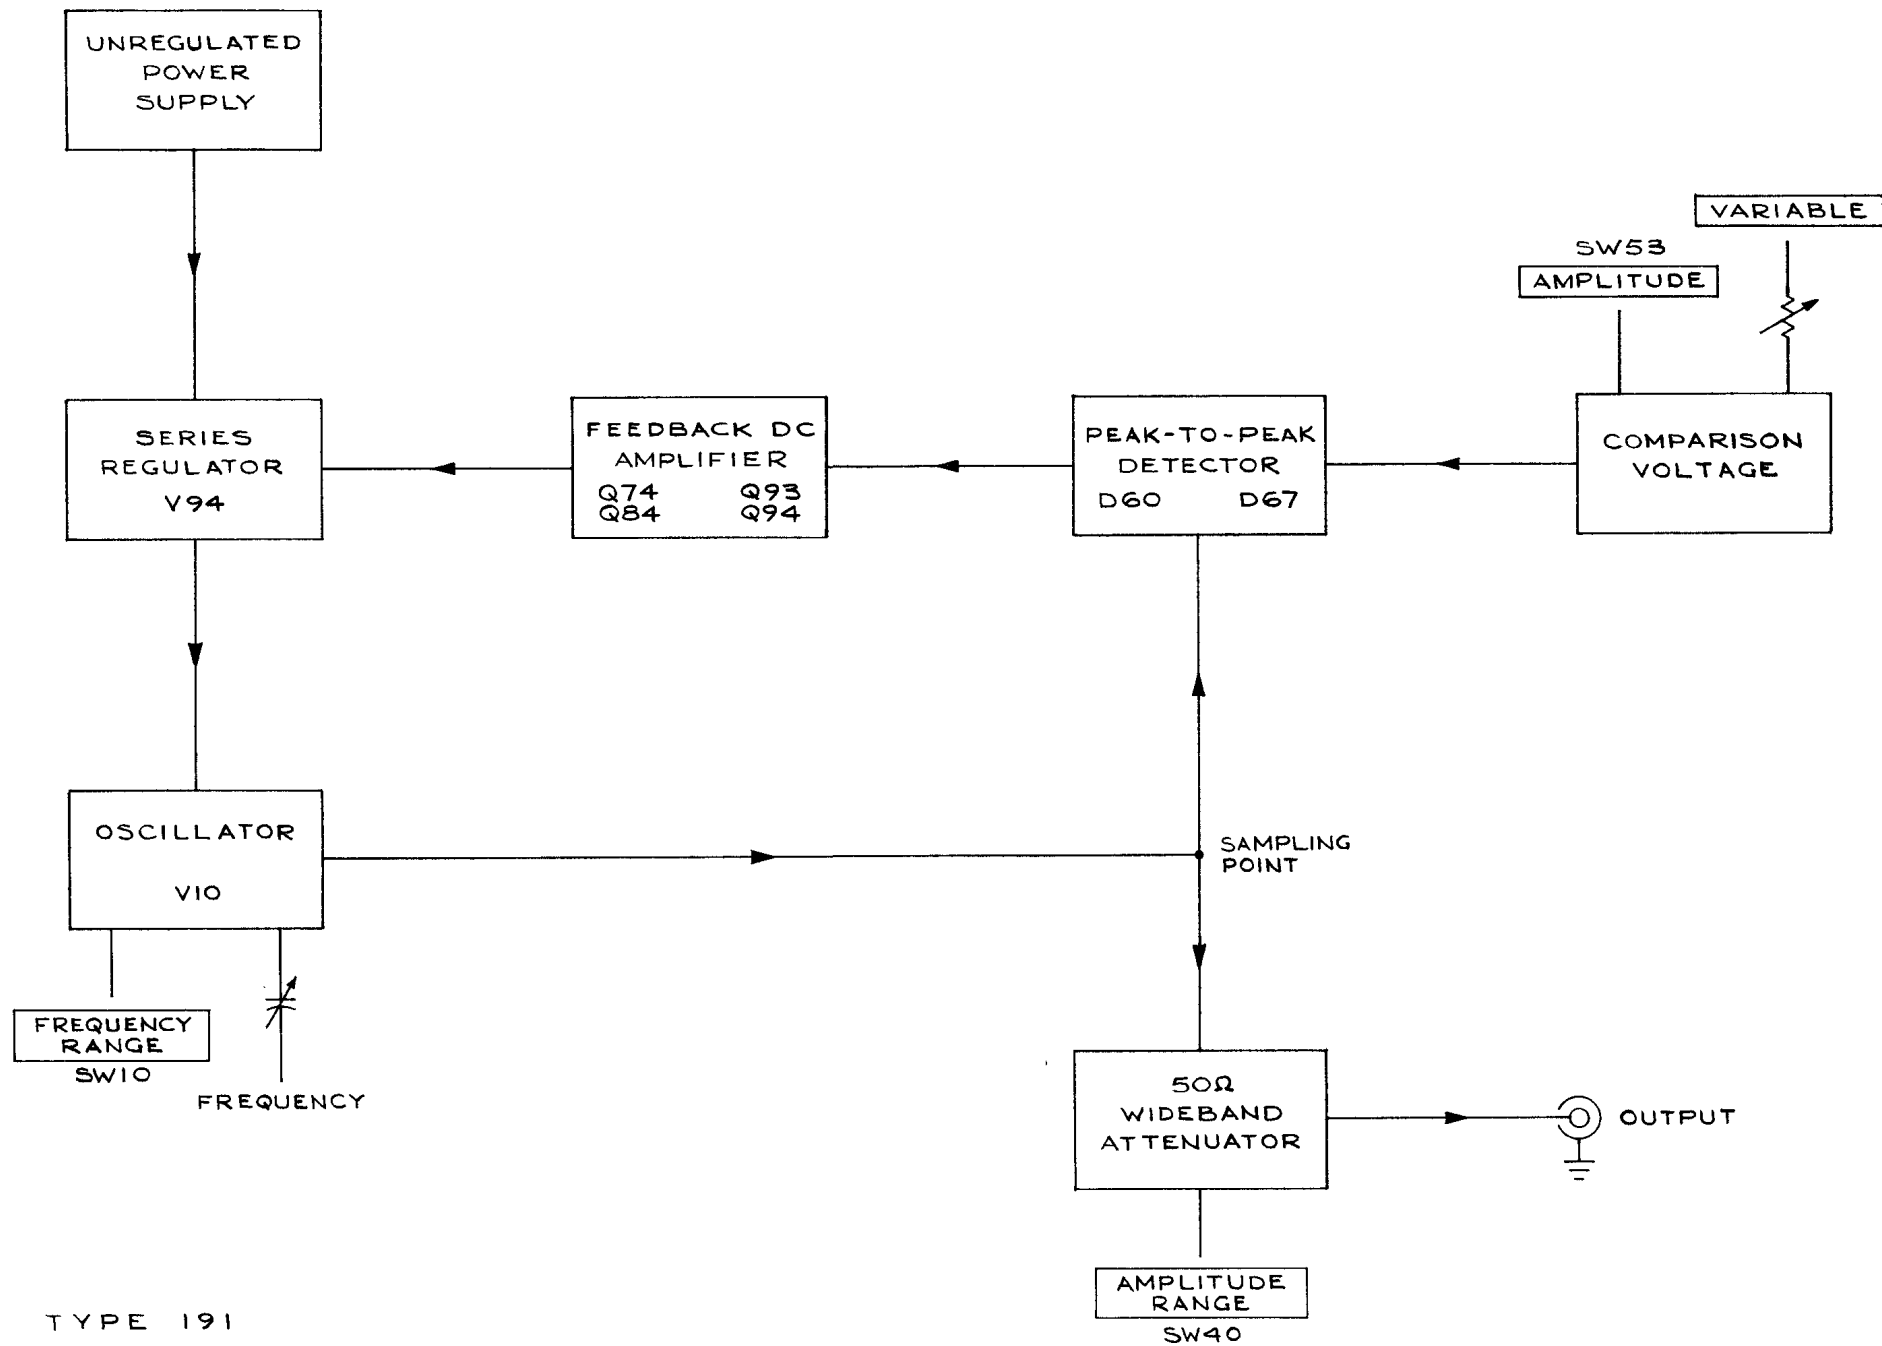 UNREGULATED
POWER
SUPPLY
VARIABLE
SW53
AMPLITUDE
SERIES
REGULATOR
V94
FEEDBACK DC
AMPLIFIER
Q74 Q93
Q84 Q94
PEAK-TO-PEAK
DETECTOR
D60 D67
COMPARISON
VOLTAGE
OSCILLATOR
V10
SAMPLING
POINT
FREQUENCY
RANGE
SW10
FREQUENCY
50Ω
WIDEBAND
ATTENUATOR
OUTPUT
AMPLITUDE
RANGE
SW40
TYPE 191